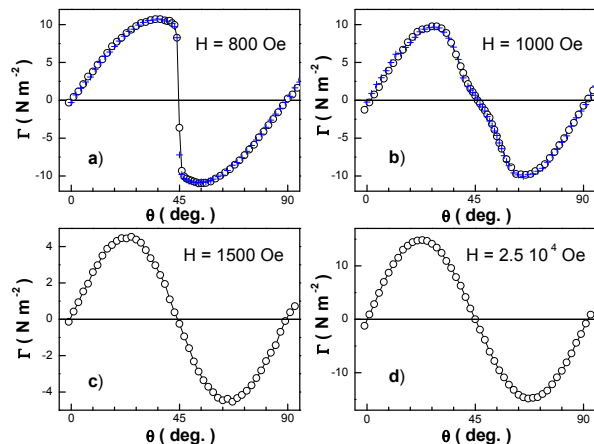 10
5
0
-5
-10
Γ ( N m⁻²)
H = 800 Oe
a)
0
45
90
θ ( deg. )
10
5
0
-5
-10
Γ ( N m⁻²)
H = 1000 Oe
b)
0
45
90
θ ( deg. )
4
2
0
-2
-4
Γ ( N m⁻²)
H = 1500 Oe
c)
0
45
90
θ ( deg. )
15
0
-15
Γ ( N m⁻²)
H = 2.5 10⁴ Oe
d)
0
45
90
θ ( deg. )